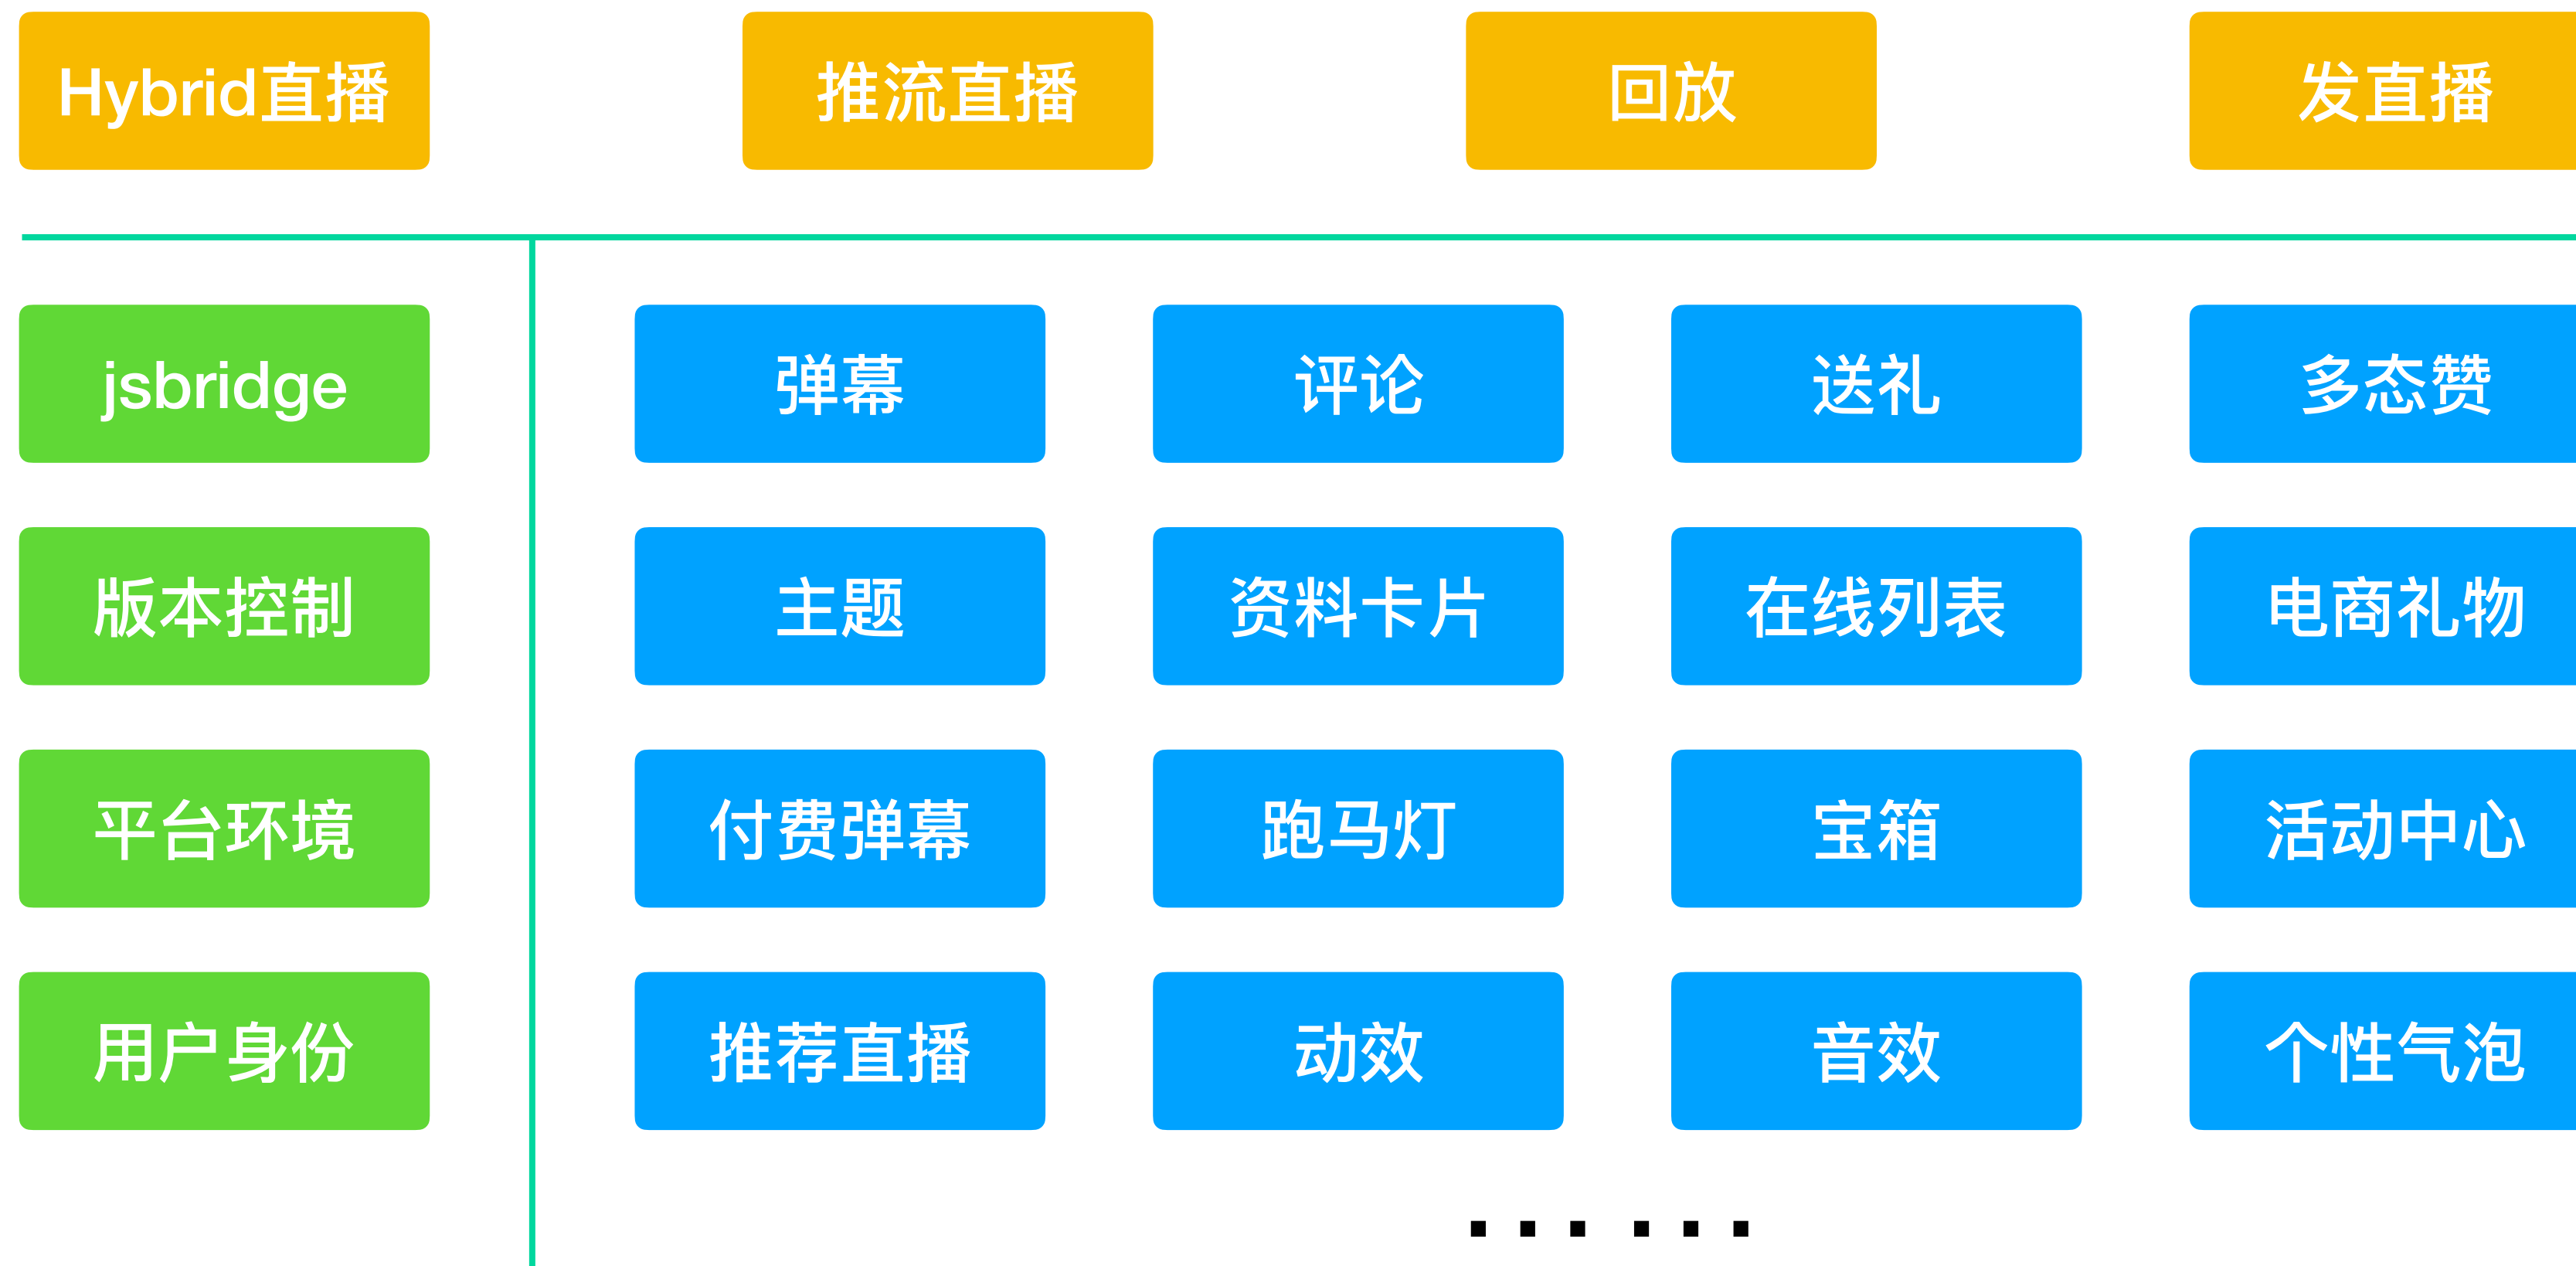 Hybrid直播
推流直播
回放
发直播
jsbridge
弹幕
评论
送礼
多态赞
版本控制
主题
资料卡片
在线列表
电商礼物
平台环境
付费弹幕
跑马灯
宝箱
活动中心
用户身份
推荐直播
动效
音效
个性气泡
... ...